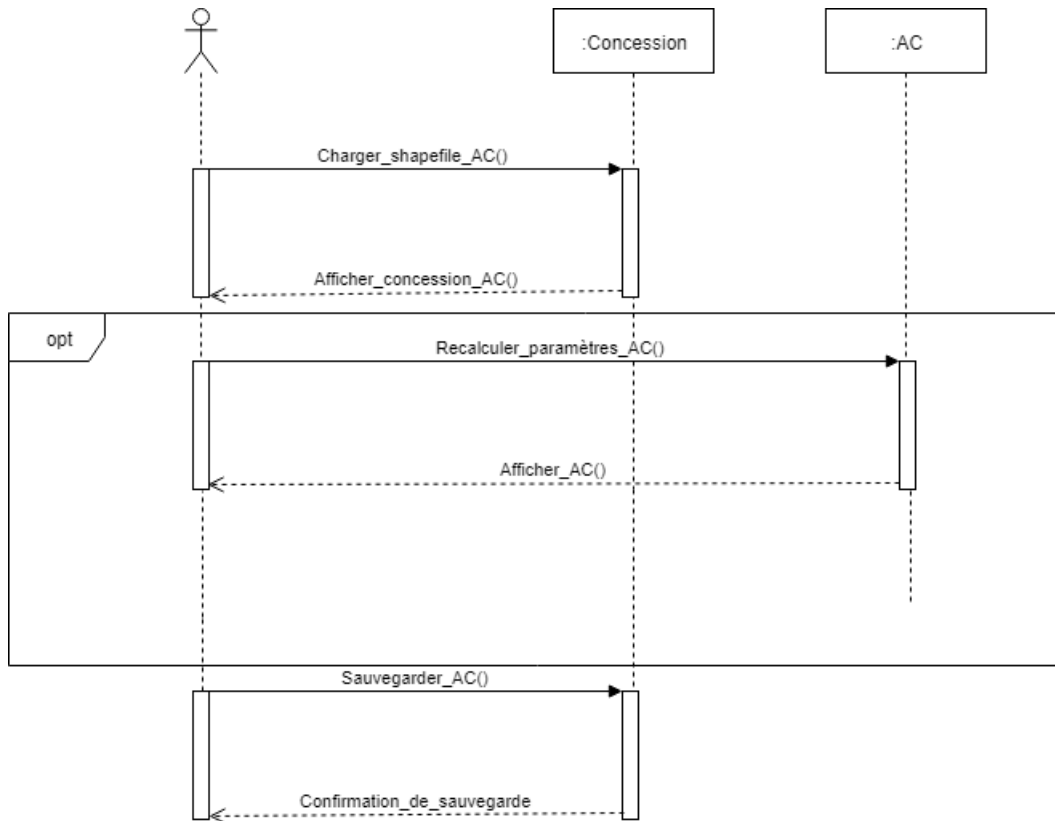 :Concession
:AC
Charger_shapefile_AC()
Afficher_concession_AC()
opt
Recalculer_paramètres_AC()
Afficher_AC()
Sauvegarder_AC()
Confirmation_de_sauvegarde